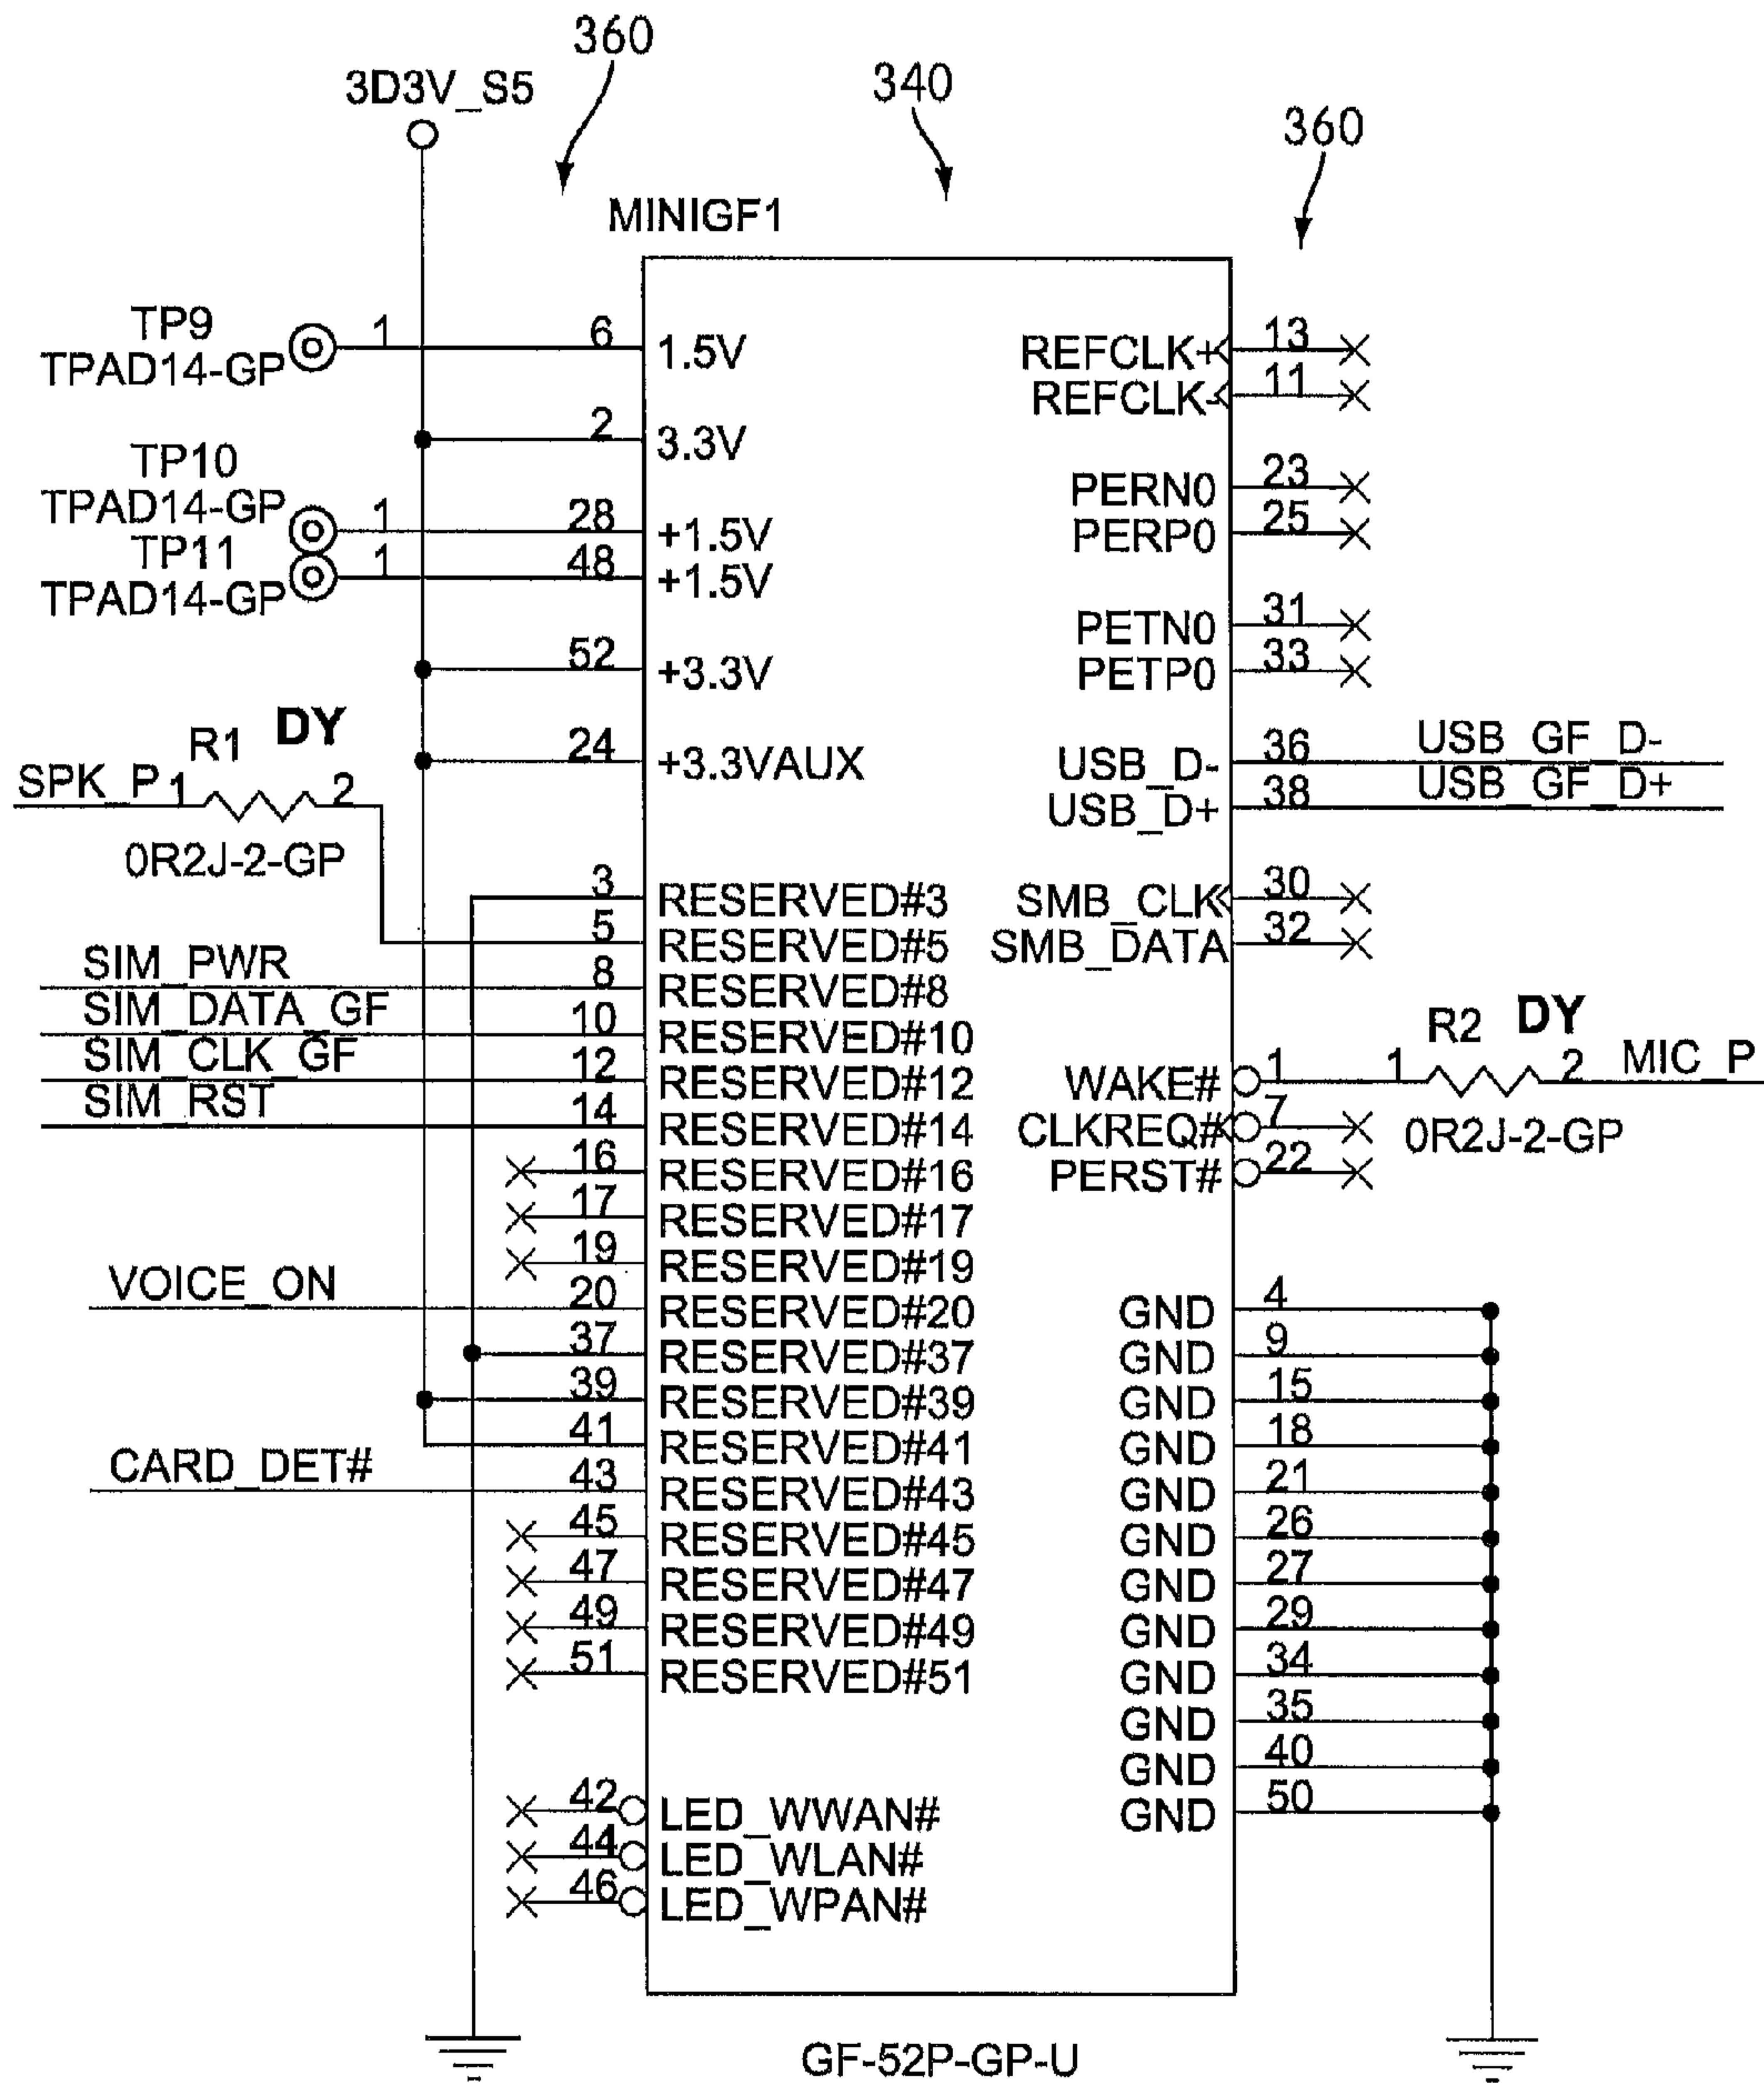 360
3D3V_S5
340
360
MINIGF1
TP9
TPAD14-GP
1
6
1.5V
REFCLK+
13
REFCLK-
11
2
3.3V
TP10
TPAD14-GP
1
28
+1.5V
PERN0
23
PERP0
25
TP11
TPAD14-GP
1
48
+1.5V
PETN0
31
PETP0
33
52
+3.3V
R1 DY
SPK_P 1 2
0R2J-2-GP
24
+3.3VAUX
USB_D-
36
USB_GF_D-
USB_D+
38
USB_GF_D+
3
RESERVED#3
SMB_CLK
30
5
RESERVED#5
SMB_DATA
32
SIM_PWR
8
RESERVED#8
SIM_DATA_GF
10
RESERVED#10
SIM_CLK_GF
12
RESERVED#12
WAKE#
1
R2 DY
1 2 MIC_P
0R2J-2-GP
SIM_RST
14
RESERVED#14
CLKREQ#
7
16
RESERVED#16
PERST#
22
17
RESERVED#17
19
RESERVED#19
VOICE_ON
20
RESERVED#20
GND
4
37
RESERVED#37
GND
9
39
RESERVED#39
GND
15
41
RESERVED#41
GND
18
CARD_DET#
43
RESERVED#43
GND
21
45
RESERVED#45
GND
26
47
RESERVED#47
GND
27
49
RESERVED#49
GND
29
51
RESERVED#51
GND
34
GND
35
GND
40
42
LED_WWAN#
GND
50
44
LED_WLAN#
46
LED_WPAN#
GF-52P-GP-U